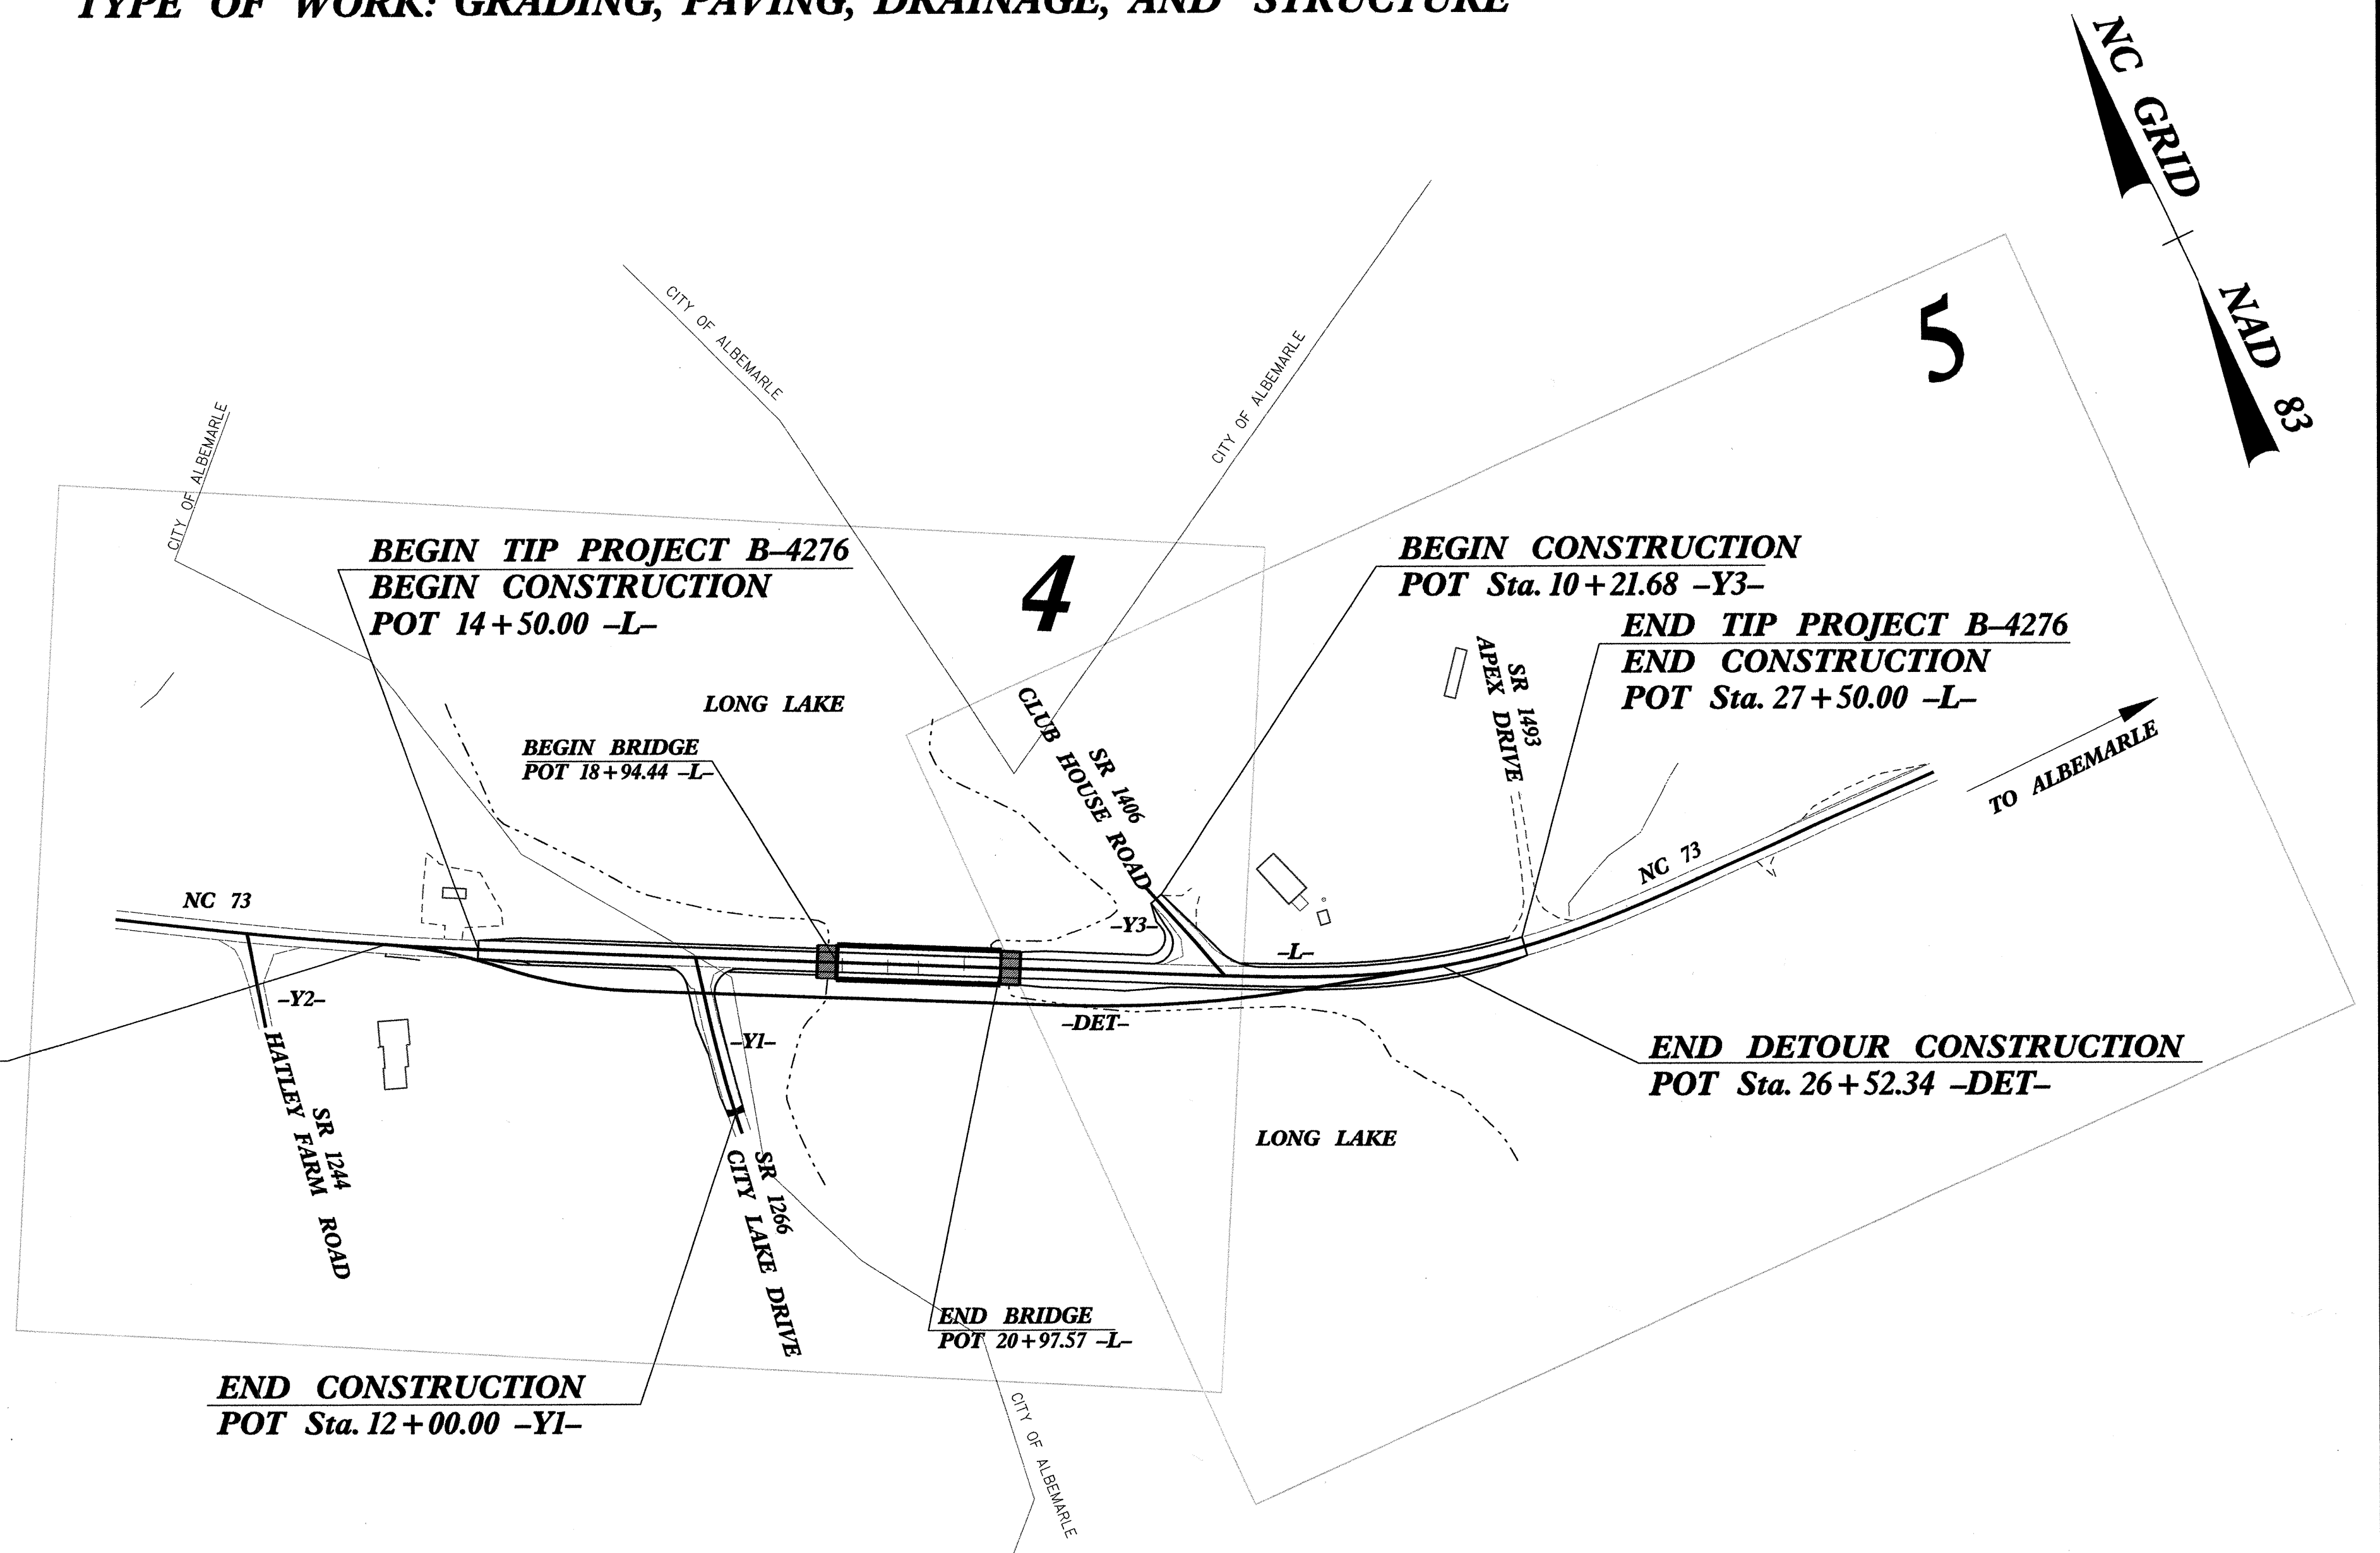 TYPE OF WORK: GRADING, PAVING, DRAINAGE, AND STRUCTURE
NC GRID
NAD 83
5
CITY OF ALBEMARLE
CITY OF ALBEMARLE
CITY OF ALBEMARLE
BEGIN TIP PROJECT B–4276
BEGIN CONSTRUCTION
POT 14+50.00 –L–
4
BEGIN CONSTRUCTION
POT Sta. 10+21.68 –Y3–
END TIP PROJECT B–4276
END CONSTRUCTION
POT Sta. 27+50.00 –L–
SR 1493
APEX DRIVE
LONG LAKE
BEGIN BRIDGE
POT 18+94.44 –L–
SR 1406
CLUB HOUSE ROAD
TO ALBEMARLE
NC 73
NC 73
–Y3–
–L–
–Y2–
–DET–
–Y1–
END DETOUR CONSTRUCTION
POT Sta. 26+52.34 –DET–
SR 1244
HATLEY FARM ROAD
SR 1266
CITY LAKE DRIVE
LONG LAKE
END BRIDGE
POT 20+97.57 –L–
END CONSTRUCTION
POT Sta. 12+00.00 –Y1–
CITY OF ALBEMARLE